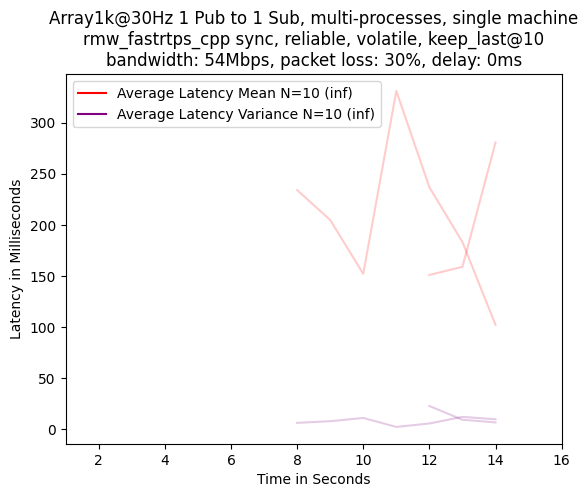 Array1k@30Hz 1 Pub to 1 Sub, multi-processes, single machine
rmw_fastrtps_cpp sync, reliable, volatile, keep_last@10
bandwidth: 54Mbps, packet loss: 30%, delay: 0ms
Average Latency Mean N=10 (inf)
Average Latency Variance N=10 (inf)
Latency in Milliseconds
300
250
200
150
100
50
0
2 4 6 8 10 12 14 16
Time in Seconds